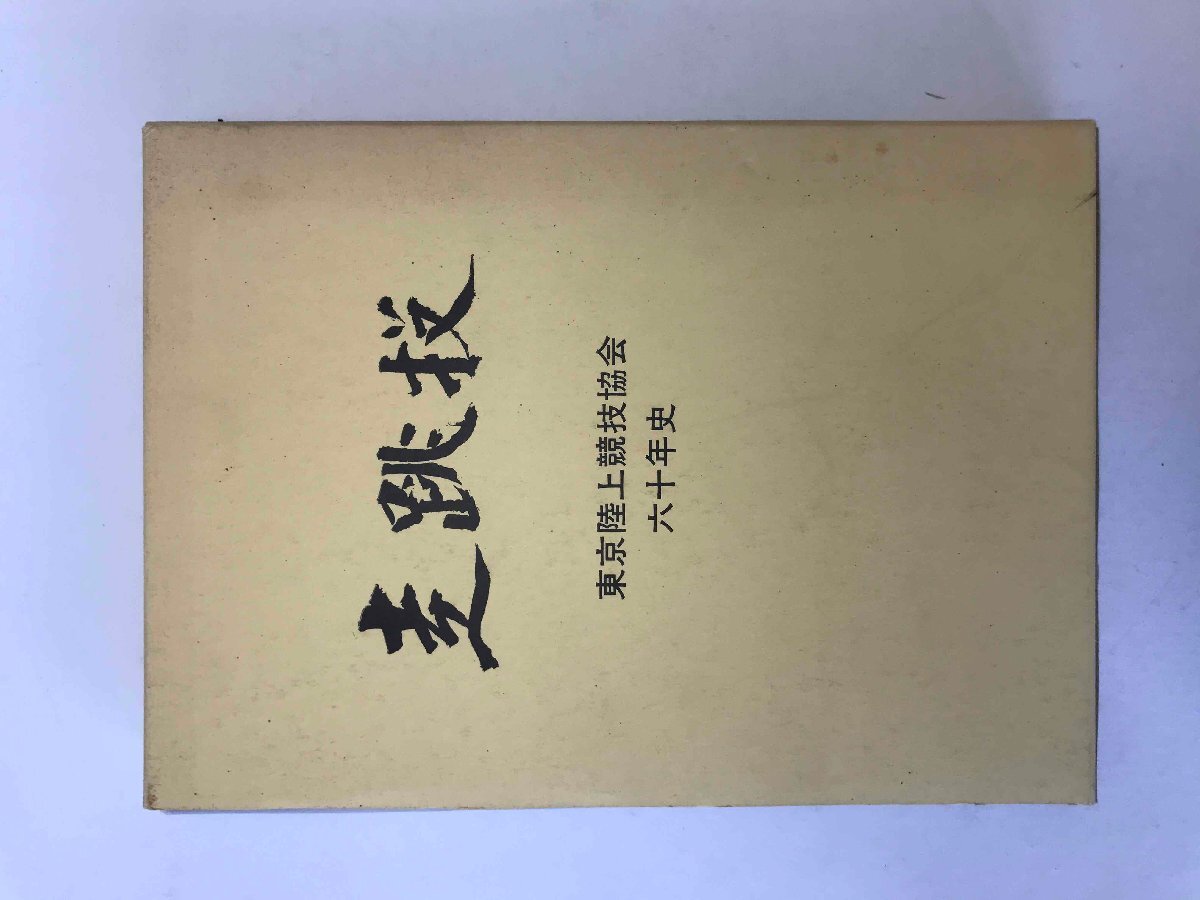 走跳投
東京陸上競技協会
六十年史